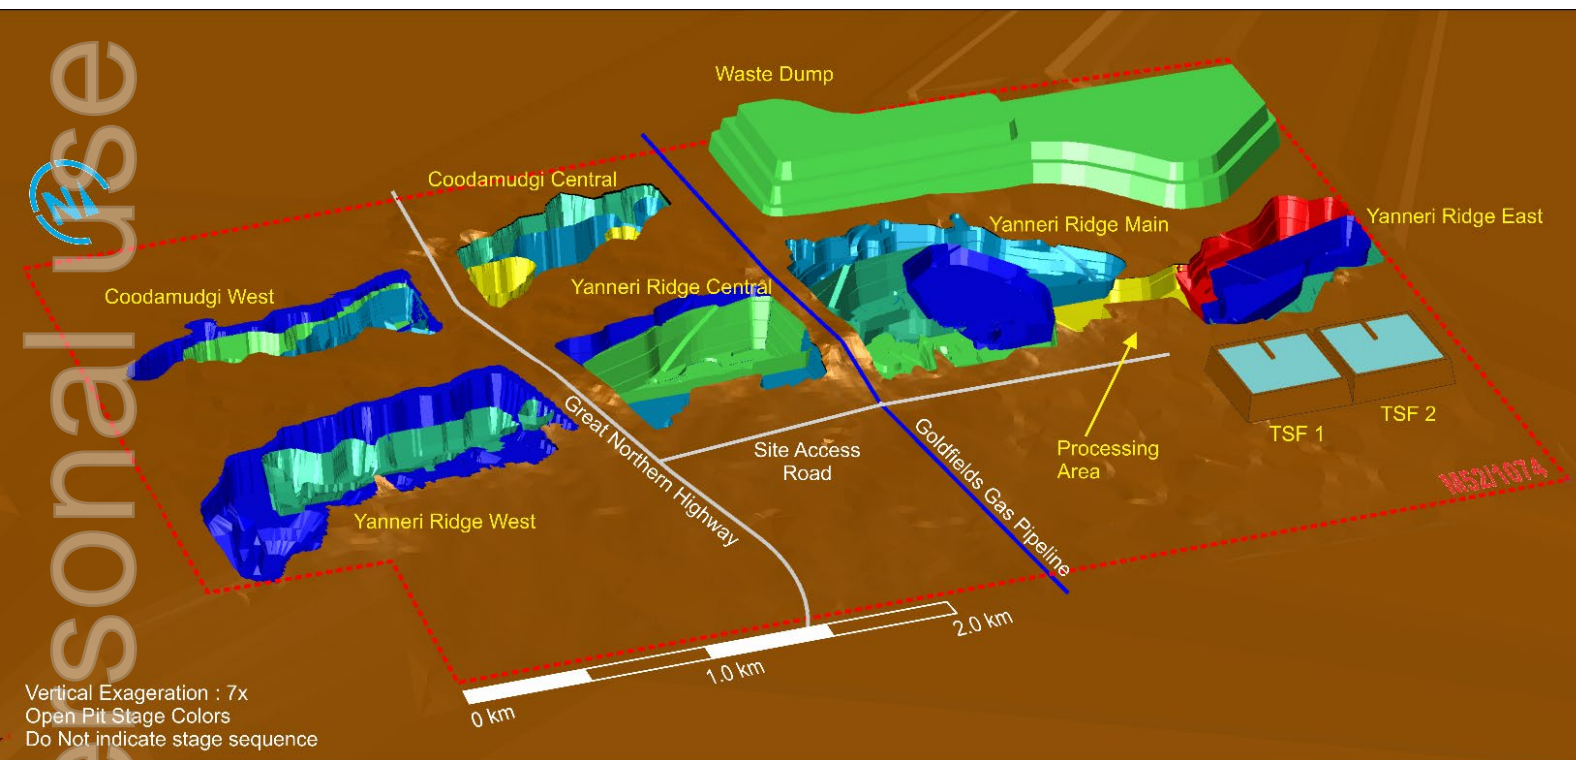 Waste Dump
Coodamudgi Central
Yanneri Ridge Main
Yanneri Ridge East
Coodamudgi West
Yanneri Ridge Central
Great Northern Highway
Site Access
Road
Goldfields Gas Pipeline
Processing
Area
TSF 1
TSF 2
M52/1074
Yanneri Ridge West
0 km
1.0 km
2.0 km
Vertical Exageration : 7x
Open Pit Stage Colors
Do Not indicate stage sequence
ersonal use